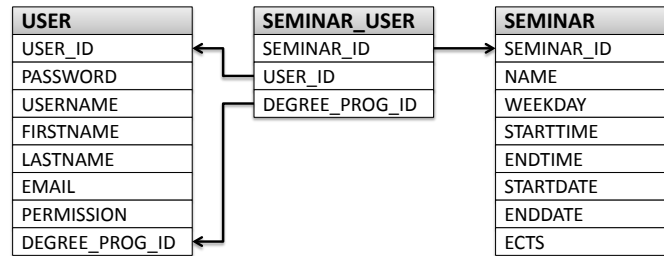 USER
USER_ID
PASSWORD
USERNAME
FIRSTNAME
LASTNAME
EMAIL
PERMISSION
DEGREE_PROG_ID
SEMINAR_USER
SEMINAR_ID
USER_ID
DEGREE_PROG_ID
SEMINAR
SEMINAR_ID
NAME
WEEKDAY
STARTTIME
ENDTIME
STARTDATE
ENDDATE
ECTS